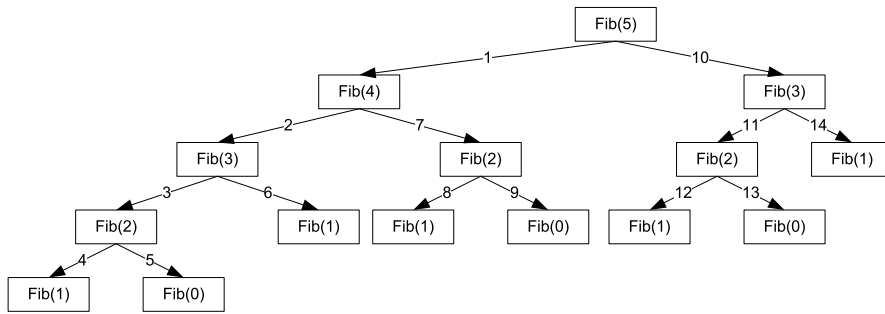 Fib(5)
1
10
Fib(4)
Fib(3)
2
7
11
14
Fib(3)
Fib(2)
Fib(2)
Fib(1)
3
6
8
9
12
13
Fib(2)
Fib(1)
Fib(1)
Fib(0)
Fib(1)
Fib(0)
4
5
Fib(1)
Fib(0)